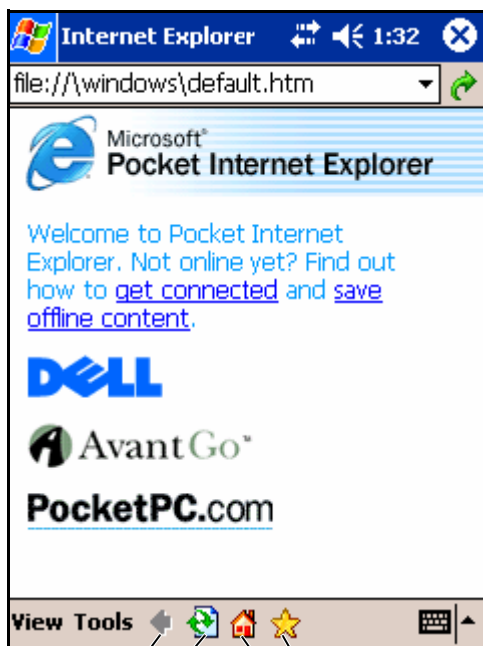 Internet Explorer 1:32
file://\windows\default.htm
Microsoft®
Pocket Internet Explorer
Welcome to Pocket Internet
Explorer. Not online yet? Find out
how to get connected and save
offline content.
DELL
AvantGo™
PocketPC.com
View Tools